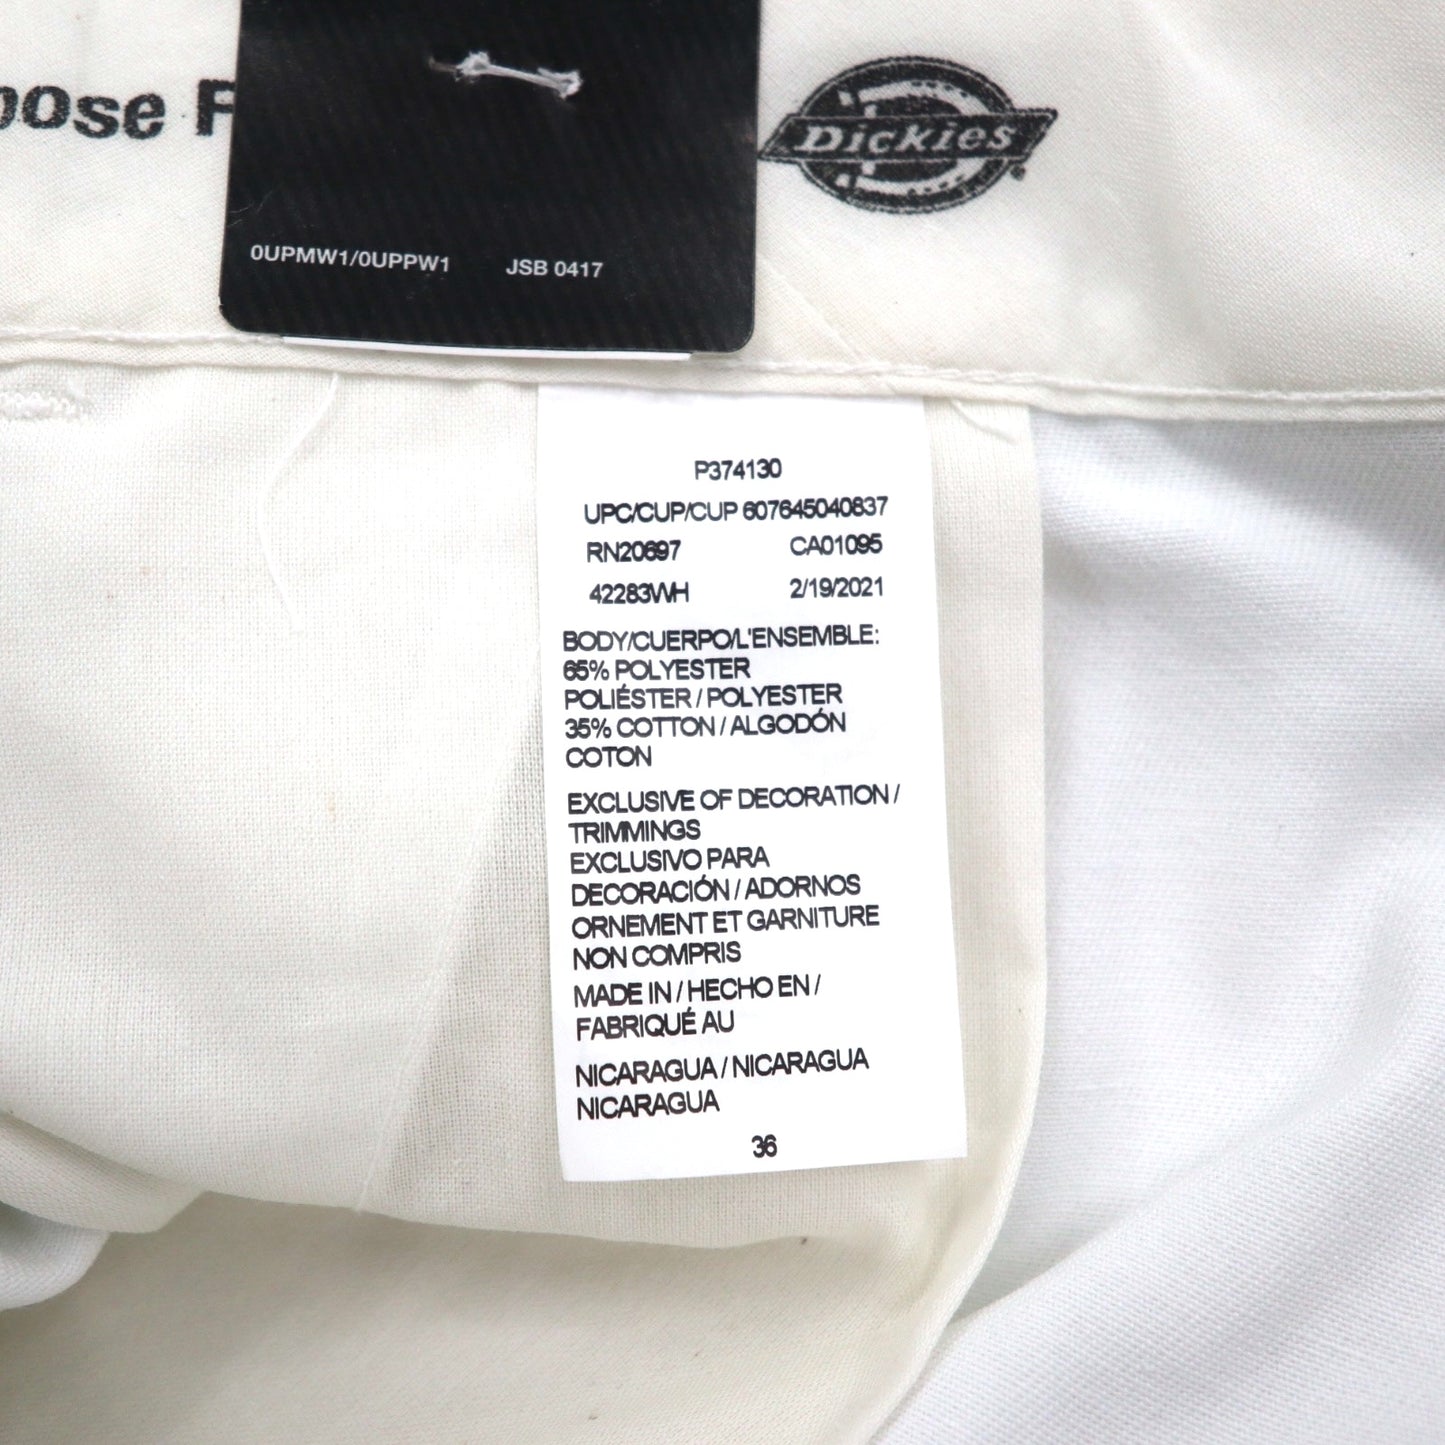 Dickies
0UPMW1/0UPPW1 JSB 0417
P374130
UPC/CUP/CUP 607645040837
RN20697 CA01095
42283WH 2/19/2021
BODY/CUERPO/L'ENSEMBLE:
65% POLYESTER
POLIÉSTER / POLYESTER
35% COTTON / ALGODÓN
COTON
EXCLUSIVE OF DECORATION /
TRIMMINGS
EXCLUSIVO PARA
DECORACIÓN / ADORNOS
ORNEMENT ET GARNITURE
NON COMPRIS
MADE IN / HECHO EN /
FABRIQUÉ AU
NICARAGUA / NICARAGUA
NICARAGUA
36